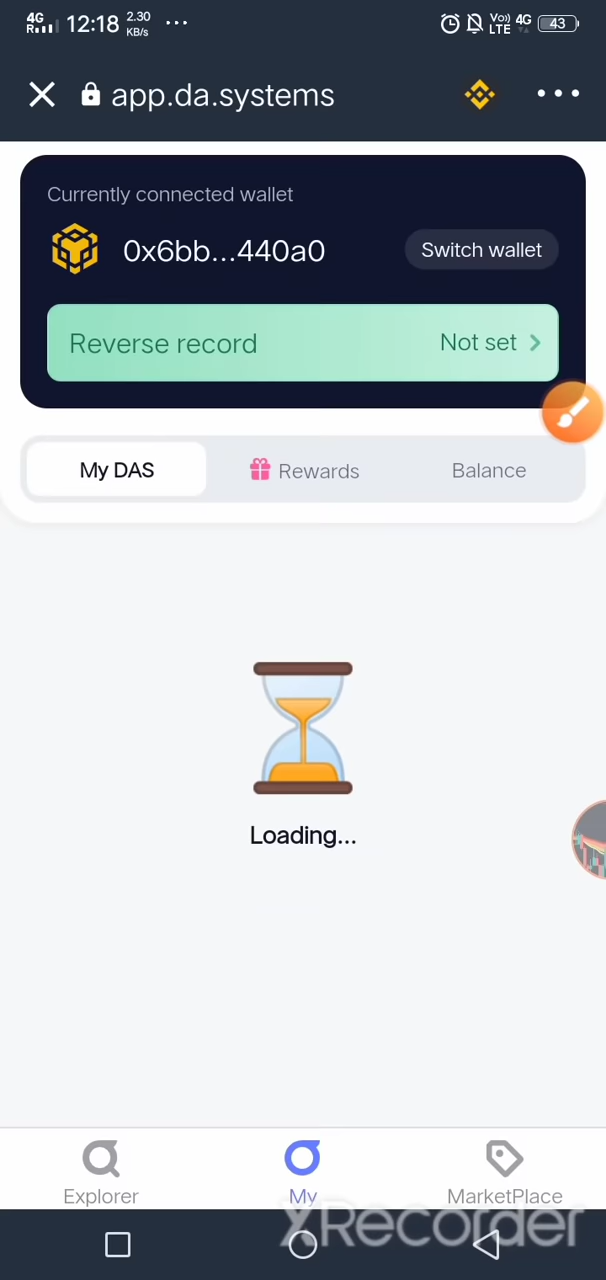 4G
R
12:18
2.30
KB/s
...
Vo))
LTE
4G
43
app.da.systems
Currently connected wallet
0x6bb...440a0
Switch wallet
Reverse record
Not set
My DAS
Rewards
Balance
Loading...
Explorer
My
MarketPlace
XRecorder